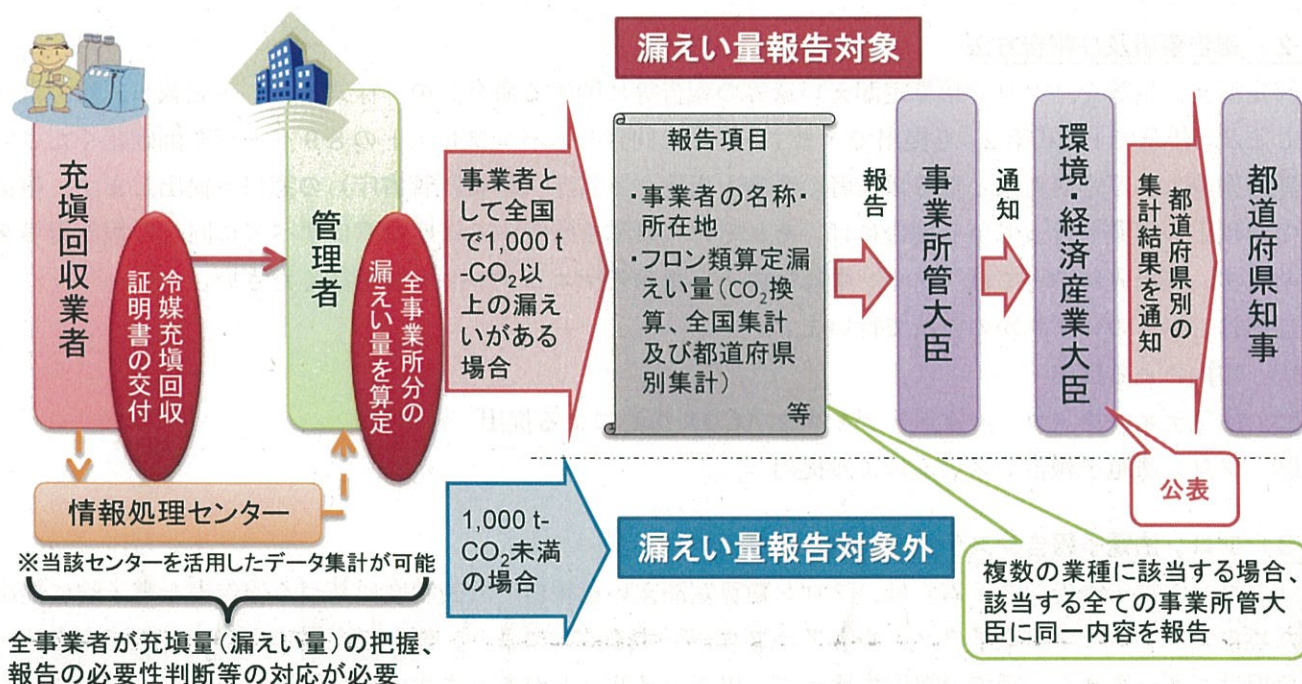 漏えい量報告対象
充塡回収業者
冷媒充塡回収
証明書の交付
管理者
全事業所分の
漏えい量を算定
事業者と
して全国
で1,000 t
-CO₂以
上の漏え
いがある
場合
報告項目
・事業者の名称・
所在地
・フロン類算定漏
えい量(CO₂換
算、全国集計
及び都道府県
別集計)
等
報告
事業所管大臣
通知
環境・経済産業大臣
都道府県別の
集計結果を通知
都道府県知事
公表
情報処理センター
※当該センターを活用したデータ集計が可能
全事業者が充塡量(漏えい量)の把握、
報告の必要性判断等の対応が必要
1,000 t-
CO₂未満
の場合
漏えい量報告対象外
複数の業種に該当する場合、
該当する全ての事業所管大
臣に同一内容を報告